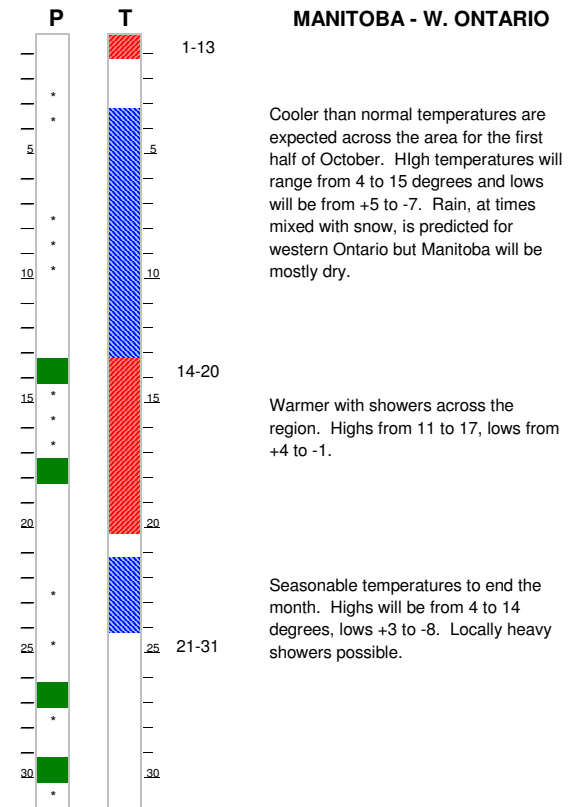 P T MANITOBA - W. ONTARIO
1-13
*
*
Cooler than normal temperatures are
expected across the area for the first
5 5
half of October. HIgh temperatures will
range from 4 to 15 degrees and lows
will be from +5 to -7. Rain, at times
*
mixed with snow, is predicted for
*
western Ontario but Manitoba will be
*
10 10
mostly dry.
14-20
*
15 15
Warmer with showers across the
*
region. Highs from 11 to 17, lows from
*
+4 to -1.
20 20
Seasonable temperatures to end the
*
month. Highs will be from 4 to 14
degrees, lows +3 to -8. Locally heavy
*
25 25 21-31
showers possible.
*
30 30
*